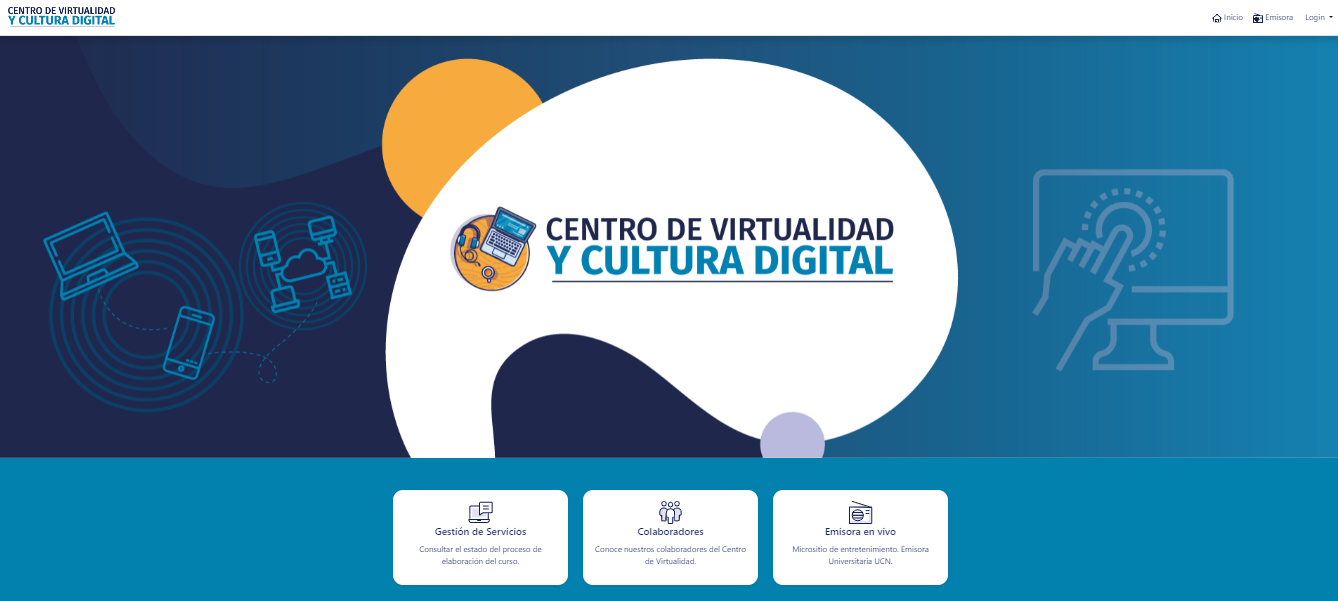 CENTRO DE VIRTUALIDAD
Y CULTURA DIGITAL
Inicio
Emisora
Login
CENTRO DE VIRTUALIDAD
Y CULTURA DIGITAL
Gestión de Servicios
Consultar el estado del proceso de
elaboración del curso.
Colaboradores
Conoce nuestros colaboradores del Centro
de Virtualidad.
Emisora en vivo
Micrositio de entretenimiento. Emisora
Universitaria UCN.